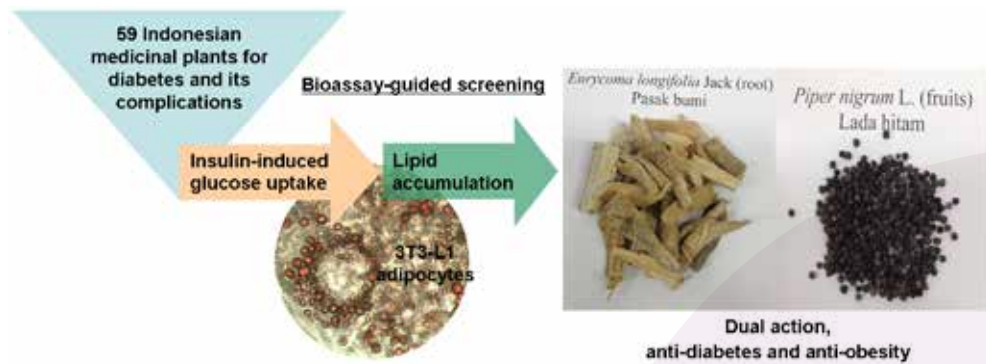 59 Indonesian
medicinal plants for
diabetes and its
complications
Bioassay-guided screening
Insulin-induced
glucose uptake
Lipid
accumulation
3T3-L1
adipocytes
Eurycoma longifolia Jack (root)
Pasak bumi
Piper nigrum L. (fruits)
Lada hitam
Dual action,
anti-diabetes and anti-obesity